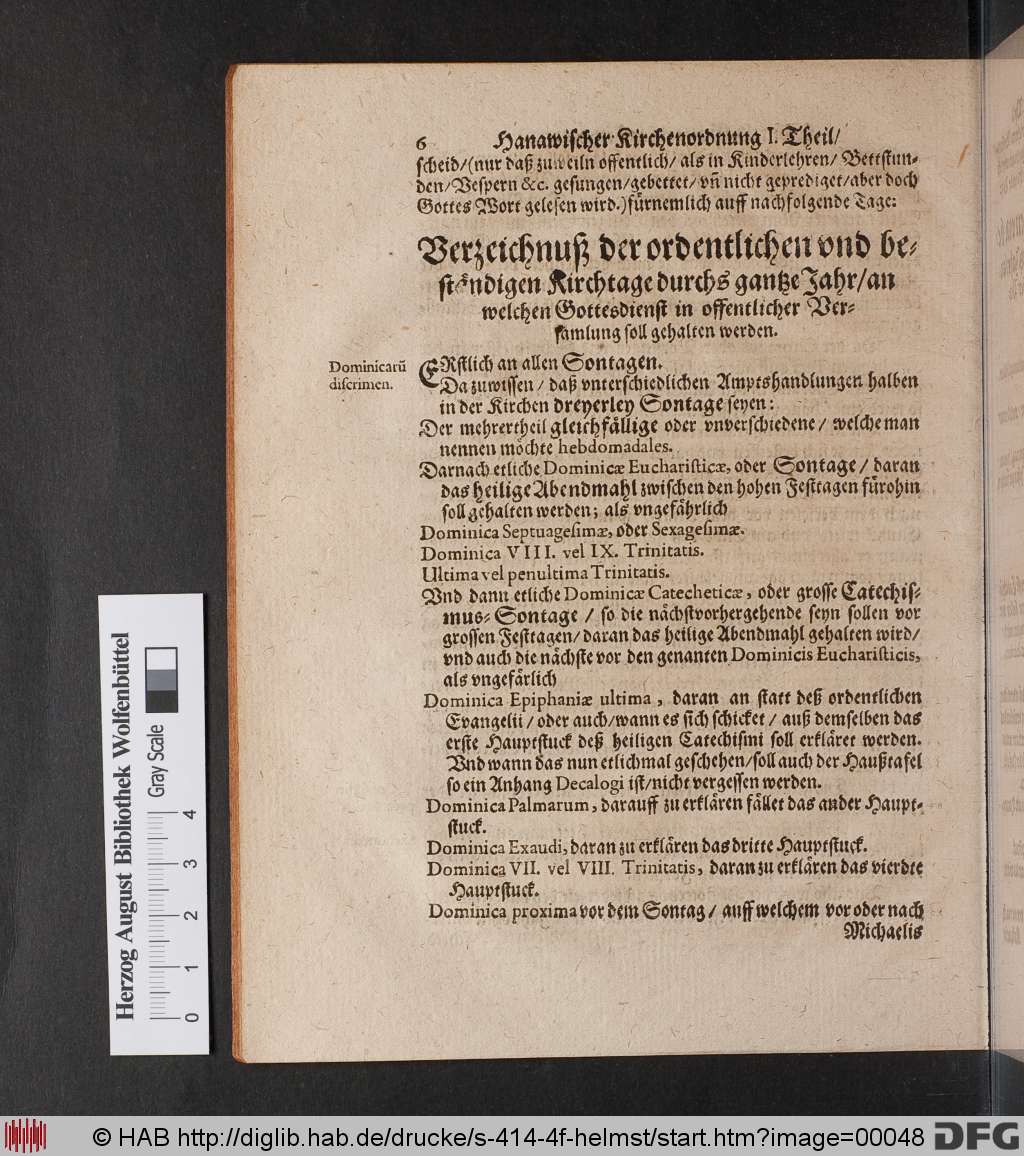 6 Hanawischer Kirchenordnung I. Theil/
scheid/(nur daß zuweiln öffentlich/ als in Kinderlehren/ Bettstun-
den/Vespern &c. gesungen/gebettet/vn̄ nicht geprediget/aber doch
Gottes Wort gelesen wird.)fürnemlich auff nachfolgende Tage:
Verzeichnuß der ordentlichen vnd be-
ständigen Kirchtage durchs gantze Jahr/an
welchen Gottesdienst in offentlicher Ver-
samlung soll gehalten werden.
Dominicarū
discrimen.
ERstlich an allen Sontagen.
Da zuwissen/ daß vnterschiedlichen Amptshandlungen halben
in der Kirchen dreyerley Sontage seyen:
Der mehrertheil gleichfällige oder vnverschiedene/ welche man
nennen möchte hebdomadales.
Darnach etliche Dominicæ Eucharisticæ, oder Sontage/ daran
das heilige Abendmahl zwischen den hohen Festtagen fürohin
soll gehalten werden; als vngefährlich
Dominica Septuagesimæ, oder Sexagesimæ.
Dominica VIII. vel IX. Trinitatis.
Ultima vel penultima Trinitatis.
Vnd dann etliche Dominicæ Catecheticæ, oder grosse Catechis-
mus-Sontage/ so die nächstvorhergehende seyn sollen vor
grossen Festtagen/ daran das heilige Abendmahl gehalten wird/
vnd auch die nächste vor den genanten Dominicis Eucharisticis,
als vngefärlich
Dominica Epiphaniæ ultima, daran an statt deß ordentlichen
Evangelii/ oder auch/wann es sich schicket/ auß demselben das
erste Hauptstuck deß heiligen Catechismi soll erkläret werden.
Vnd wann das nun etlichmal geschehen/soll auch der Haußtafel
so ein Anhang Decalogi ist/nicht vergessen werden.
Dominica Palmarum, darauff zu erklären fället das ander Haupt-
stuck.
Dominica Exaudi, daran zu erklären das dritte Hauptstuck.
Dominica VII. vel VIII. Trinitatis, daran zu erklären das vierdte
Hauptstuck.
Dominica proxima vor dem Sontag/ auff welchem vor oder nach
Michaelis
Herzog August Bibliothek Wolfenbüttel
Gray Scale
0 1 2 3 4
© HAB http://diglib.hab.de/drucke/s-414-4f-helmst/start.htm?image=00048 DFG